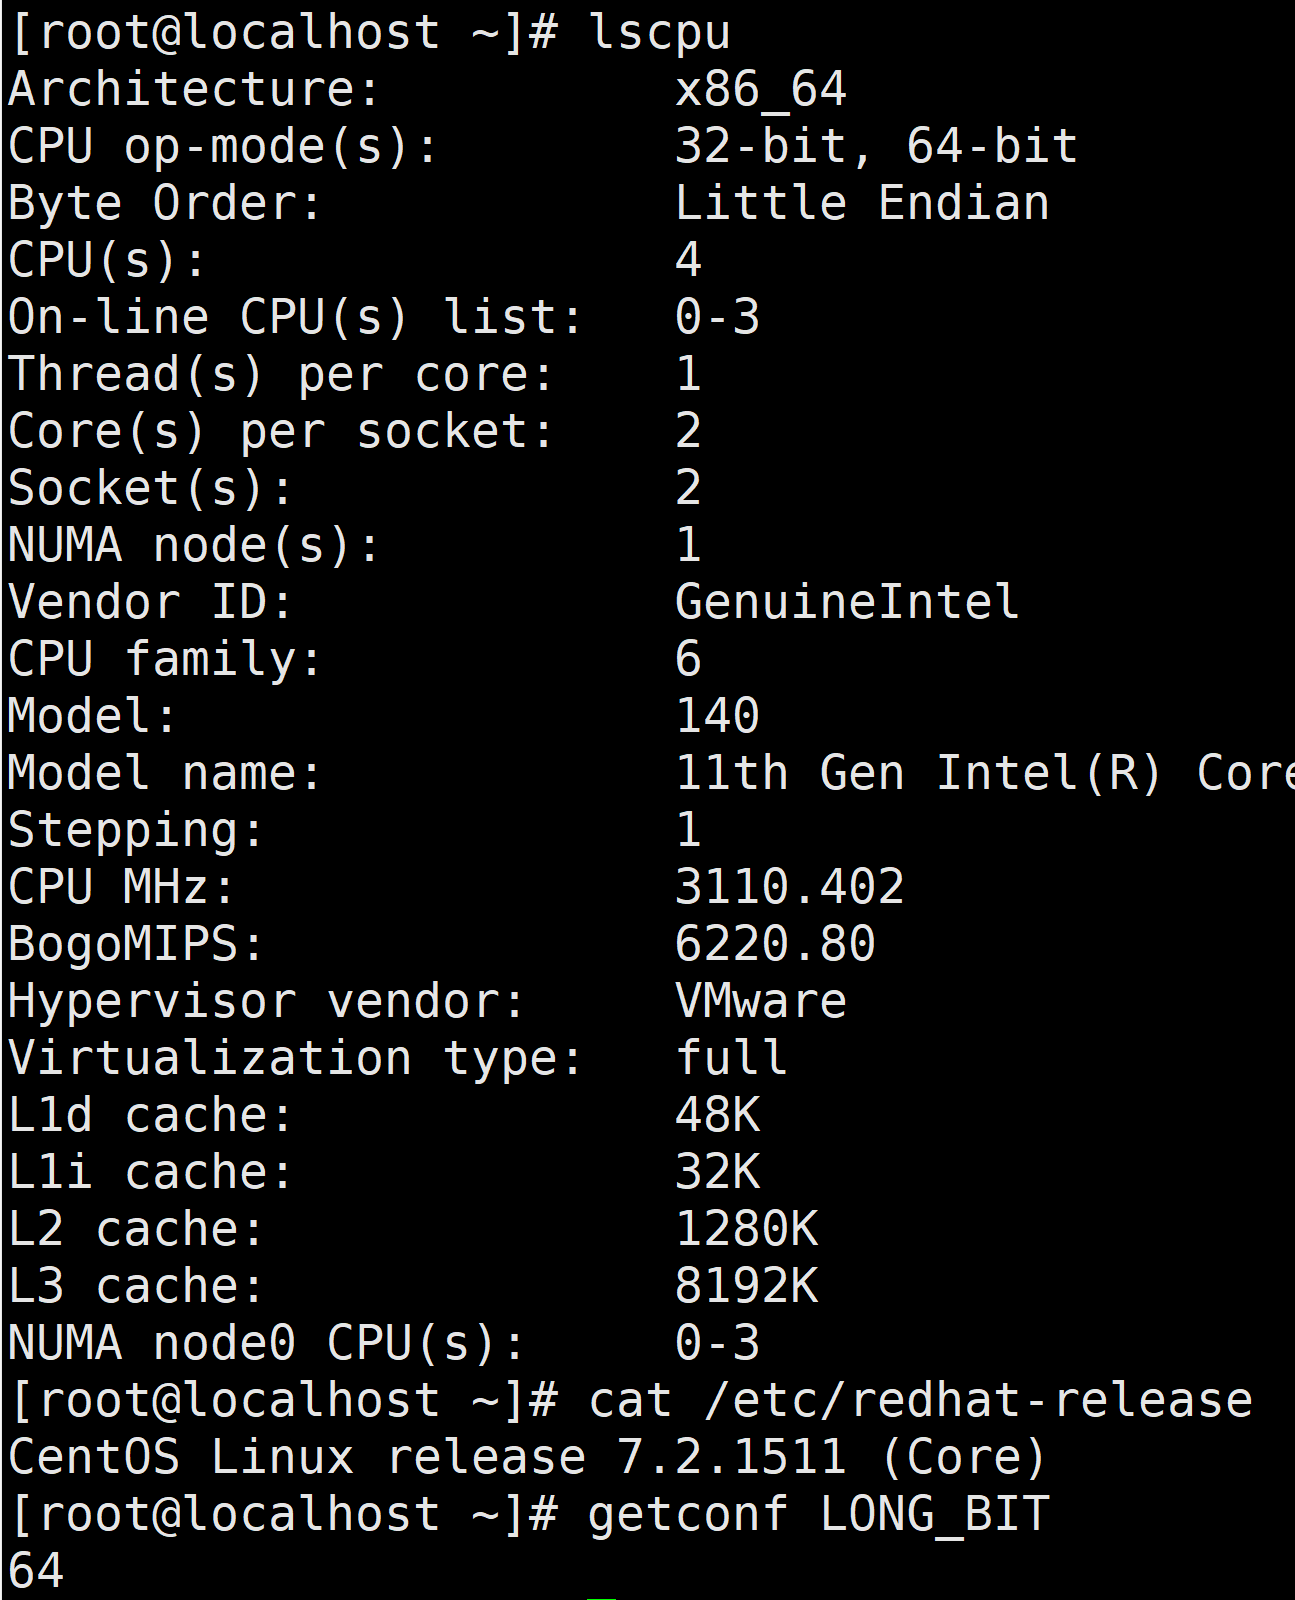 [root@localhost ~]# lscpu
Architecture:          x86_64
CPU op-mode(s):        32-bit, 64-bit
Byte Order:            Little Endian
CPU(s):                4
On-line CPU(s) list:   0-3
Thread(s) per core:    1
Core(s) per socket:    2
Socket(s):             2
NUMA node(s):          1
Vendor ID:             GenuineIntel
CPU family:            6
Model:                 140
Model name:            11th Gen Intel(R) Core
Stepping:              1
CPU MHz:               3110.402
BogoMIPS:              6220.80
Hypervisor vendor:     VMware
Virtualization type:   full
L1d cache:             48K
L1i cache:             32K
L2 cache:              1280K
L3 cache:              8192K
NUMA node0 CPU(s):     0-3
[root@localhost ~]# cat /etc/redhat-release
CentOS Linux release 7.2.1511 (Core)
[root@localhost ~]# getconf LONG_BIT
64